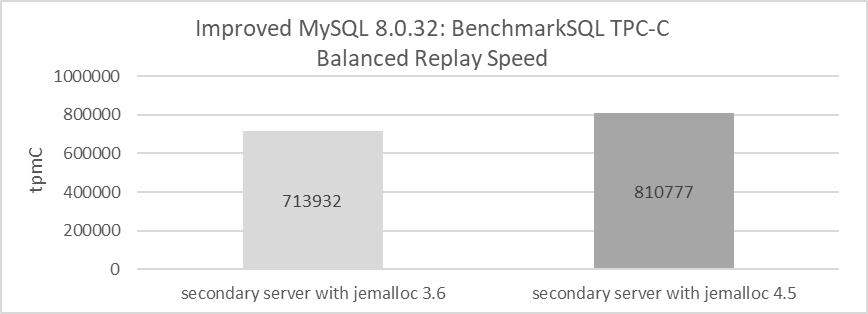 Improved MySQL 8.0.32: BenchmarkSQL TPC-C
Balanced Replay Speed
1000000
800000
600000
400000
200000
0
tpmC
713932
810777
secondary server with jemalloc 3.6
secondary server with jemalloc 4.5